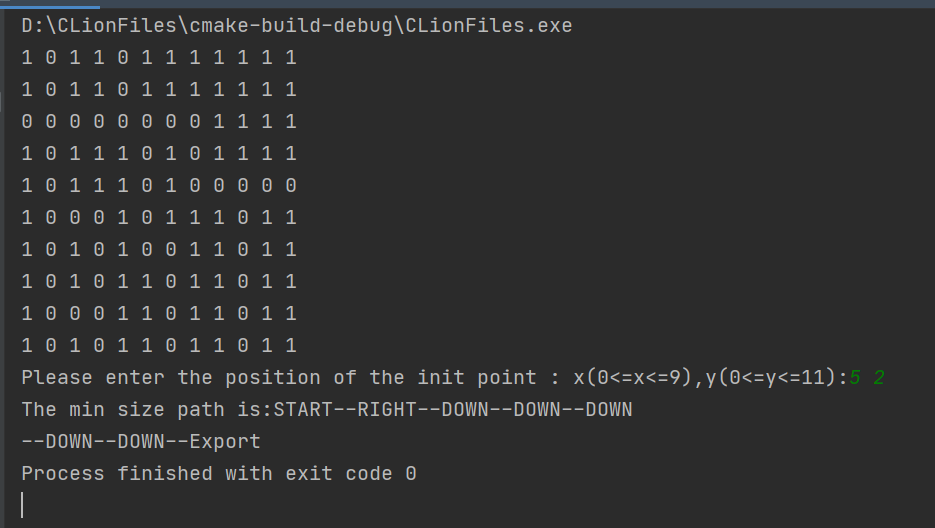 D:\CLionFiles\cmake-build-debug\CLionFiles.exe
1 0 1 1 0 1 1 1 1 1 1 1
1 0 1 1 0 1 1 1 1 1 1 1
0 0 0 0 0 0 0 0 1 1 1 1
1 0 1 1 1 0 1 0 1 1 1 1
1 0 1 1 1 0 1 0 0 0 0 0
1 0 0 0 1 0 1 1 1 0 1 1
1 0 1 0 1 0 0 1 1 0 1 1
1 0 1 0 1 1 0 1 1 0 1 1
1 0 0 0 1 1 0 1 1 0 1 1
1 0 1 0 1 1 0 1 1 0 1 1
Please enter the position of the init point : x(0<=x<=9),y(0<=y<=11):5 2
The min size path is:START--RIGHT--DOWN--DOWN--DOWN
--DOWN--DOWN--Export
Process finished with exit code 0